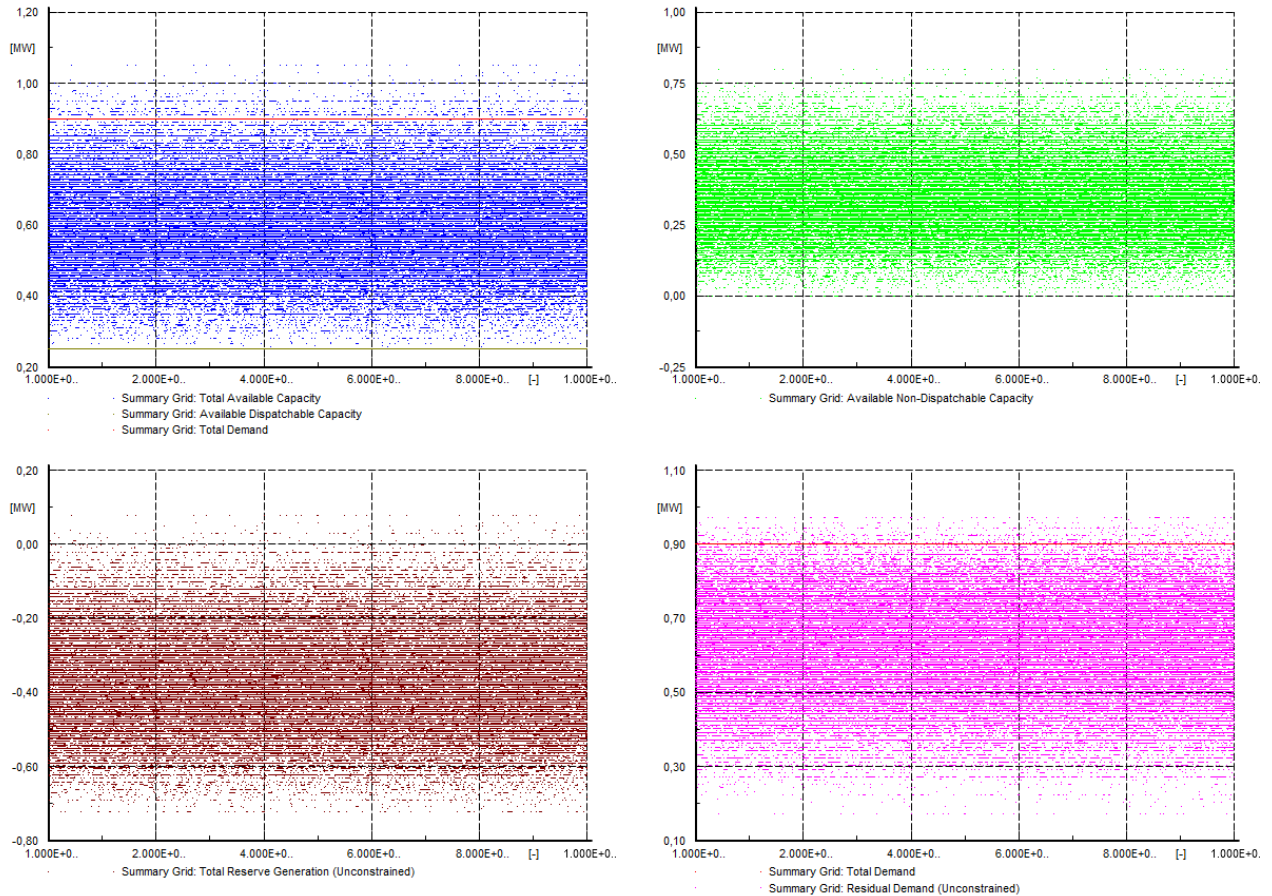 1,20
[MW]
1,00
0,80
0,60
0,40
0,20
1.000E+0.. 2.000E+0.. 4.000E+0.. 6.000E+0.. 8.000E+0.. [-] 1.000E+0..
Summary Grid: Total Available Capacity
Summary Grid: Available Dispatchable Capacity
Summary Grid: Total Demand
1,00
[MW]
0,75
0,50
0,25
0,00
-0,25
1.000E+0.. 2.000E+0.. 4.000E+0.. 6.000E+0.. 8.000E+0.. [-] 1.000E+0..
Summary Grid: Available Non-Dispatchable Capacity
0,20
[MW]
0,00
-0,20
-0,40
-0,60
-0,80
1.000E+0.. 2.000E+0.. 4.000E+0.. 6.000E+0.. 8.000E+0.. [-] 1.000E+0..
Summary Grid: Total Reserve Generation (Unconstrained)
1,10
[MW]
0,90
0,70
0,50
0,30
0,10
1.000E+0.. 2.000E+0.. 4.000E+0.. 6.000E+0.. 8.000E+0.. [-] 1.000E+0..
Summary Grid: Total Demand
Summary Grid: Residual Demand (Unconstrained)